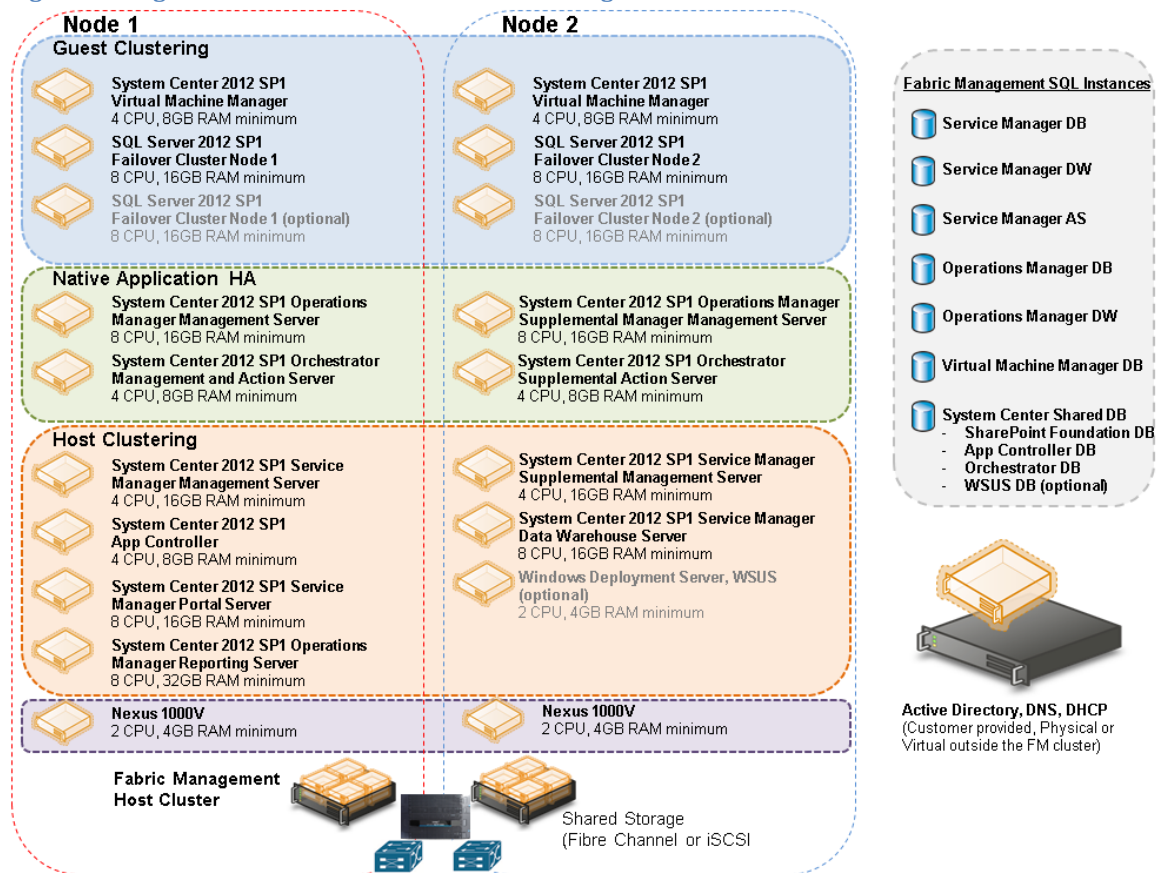 Node 1
Node 2
Guest Clustering
System Center 2012 SP1
Virtual Machine Manager
4 CPU, 8GB RAM minimum
SQL Server 2012 SP1
Failover Cluster Node 1
8 CPU, 16GB RAM minimum
SQL Server 2012 SP1
Failover Cluster Node 1 (optional)
8 CPU, 16GB RAM minimum
System Center 2012 SP1
Virtual Machine Manager
4 CPU, 8GB RAM minimum
SQL Server 2012 SP1
Failover Cluster Node 2
8 CPU, 16GB RAM minimum
SQL Server 2012 SP1
Failover Cluster Node 2 (optional)
8 CPU, 16GB RAM minimum
Native Application HA
System Center 2012 SP1 Operations
Manager Management Server
8 CPU, 16GB RAM minimum
System Center 2012 SP1 Orchestrator
Management and Action Server
4 CPU, 8GB RAM minimum
System Center 2012 SP1 Operations Manager
Supplemental Manager Management Server
8 CPU, 16GB RAM minimum
System Center 2012 SP1 Orchestrator
Supplemental Action Server
4 CPU, 8GB RAM minimum
Host Clustering
System Center 2012 SP1 Service
Manager Management Server
4 CPU, 16GB RAM minimum
System Center 2012 SP1
App Controller
4 CPU, 8GB RAM minimum
System Center 2012 SP1 Service
Manager Portal Server
8 CPU, 16GB RAM minimum
System Center 2012 SP1 Operations
Manager Reporting Server
8 CPU, 32GB RAM minimum
System Center 2012 SP1 Service Manager
Supplemental Management Server
4 CPU, 16GB RAM minimum
System Center 2012 SP1 Service Manager
Data Warehouse Server
8 CPU, 16GB RAM minimum
Windows Deployment Server, WSUS
(optional)
2 CPU, 4GB RAM minimum
Nexus 1000V
2 CPU, 4GB RAM minimum
Nexus 1000V
2 CPU, 4GB RAM minimum
Fabric Management
Host Cluster
Shared Storage
(Fibre Channel or iSCSI
Fabric Management SQL Instances
Service Manager DB
Service Manager DW
Service Manager AS
Operations Manager DB
Operations Manager DW
Virtual Machine Manager DB
System Center Shared DB
- SharePoint Foundation DB
- App Controller DB
- Orchestrator DB
- WSUS DB (optional)
Active Directory, DNS, DHCP
(Customer provided, Physical or
Virtual outside the FM cluster)